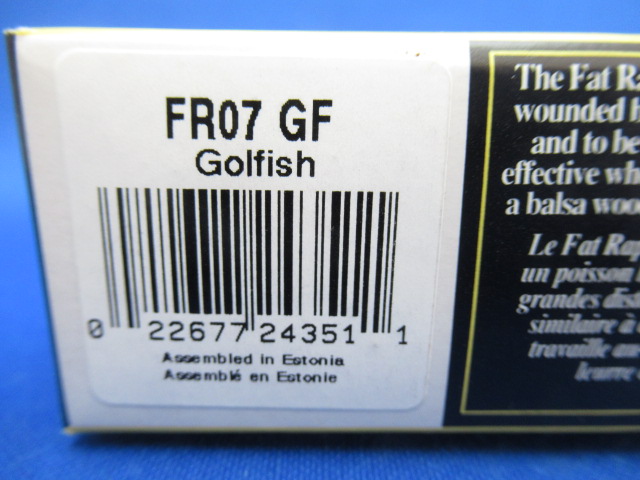 FR07 GF
Golfish
0 22677 24351 1
Assembled in Estonia
Assemblé en Estonie
The Fat Ra
wounded
and to be
effective wh
a balsa woo
Le Fat Rap
un poisson
grandes dist
similaire à
travaille au
leurre